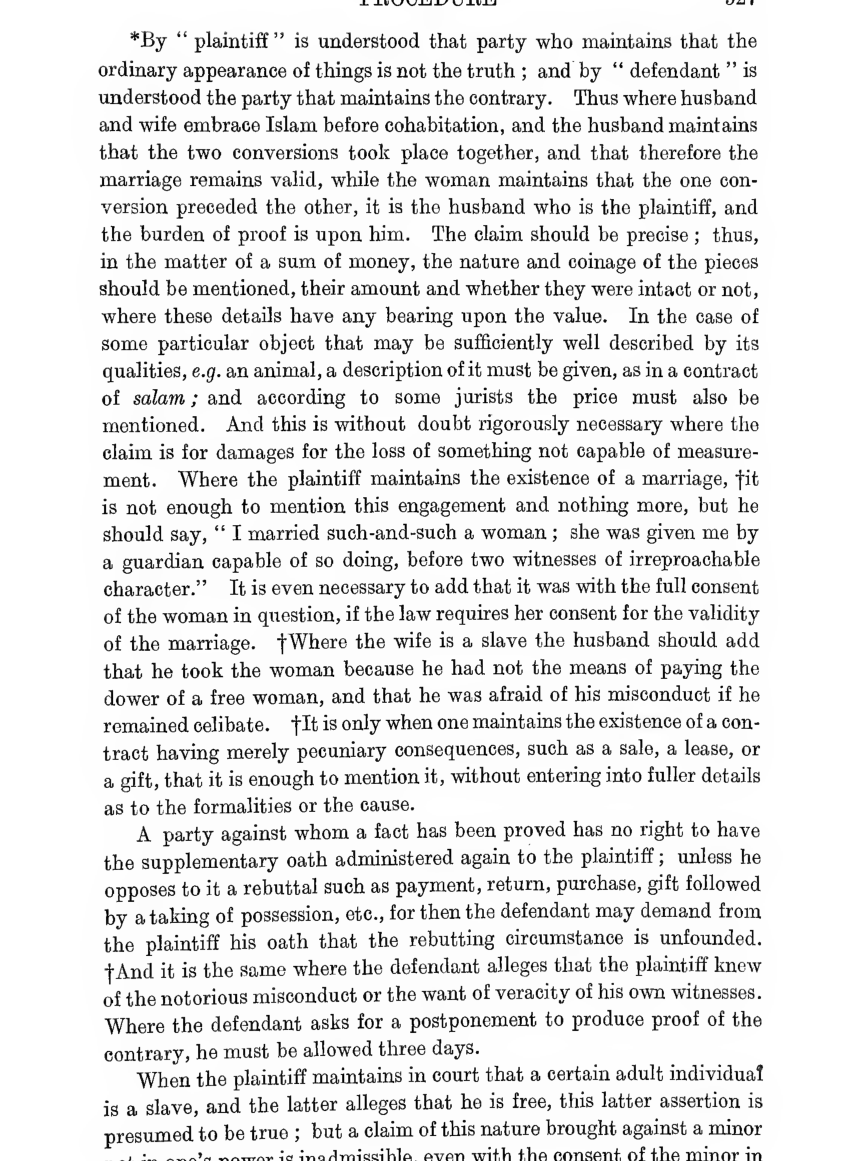 PROCEDURE 327
*By “ plaintiff ” is understood that party who maintains that the
ordinary appearance of things is not the truth ; and by “ defendant ” is
understood the party that maintains the contrary. Thus where husband
and wife embrace Islam before cohabitation, and the husband maintains
that the two conversions took place together, and that therefore the
marriage remains valid, while the woman maintains that the one con-
version preceded the other, it is the husband who is the plaintiff, and
the burden of proof is upon him. The claim should be precise ; thus,
in the matter of a sum of money, the nature and coinage of the pieces
should be mentioned, their amount and whether they were intact or not,
where these details have any bearing upon the value. In the case of
some particular object that may be sufficiently well described by its
qualities, e.g. an animal, a description of it must be given, as in a contract
of salam ; and according to some jurists the price must also be
mentioned. And this is without doubt rigorously necessary where the
claim is for damages for the loss of something not capable of measure-
ment. Where the plaintiff maintains the existence of a marriage, †it
is not enough to mention this engagement and nothing more, but he
should say, “ I married such-and-such a woman ; she was given me by
a guardian capable of so doing, before two witnesses of irreproachable
character.” It is even necessary to add that it was with the full consent
of the woman in question, if the law requires her consent for the validity
of the marriage. †Where the wife is a slave the husband should add
that he took the woman because he had not the means of paying the
dower of a free woman, and that he was afraid of his misconduct if he
remained celibate. †It is only when one maintains the existence of a con-
tract having merely pecuniary consequences, such as a sale, a lease, or
a gift, that it is enough to mention it, without entering into fuller details
as to the formalities or the cause.
A party against whom a fact has been proved has no right to have
the supplementary oath administered again to the plaintiff ; unless he
opposes to it a rebuttal such as payment, return, purchase, gift followed
by a taking of possession, etc., for then the defendant may demand from
the plaintiff his oath that the rebutting circumstance is unfounded.
†And it is the same where the defendant alleges that the plaintiff knew
of the notorious misconduct or the want of veracity of his own witnesses.
Where the defendant asks for a postponement to produce proof of the
contrary, he must be allowed three days.
When the plaintiff maintains in court that a certain adult individual
is a slave, and the latter alleges that he is free, this latter assertion is
presumed to be true ; but a claim of this nature brought against a minor
not in one's power is inadmissible, even with the consent of the minor in